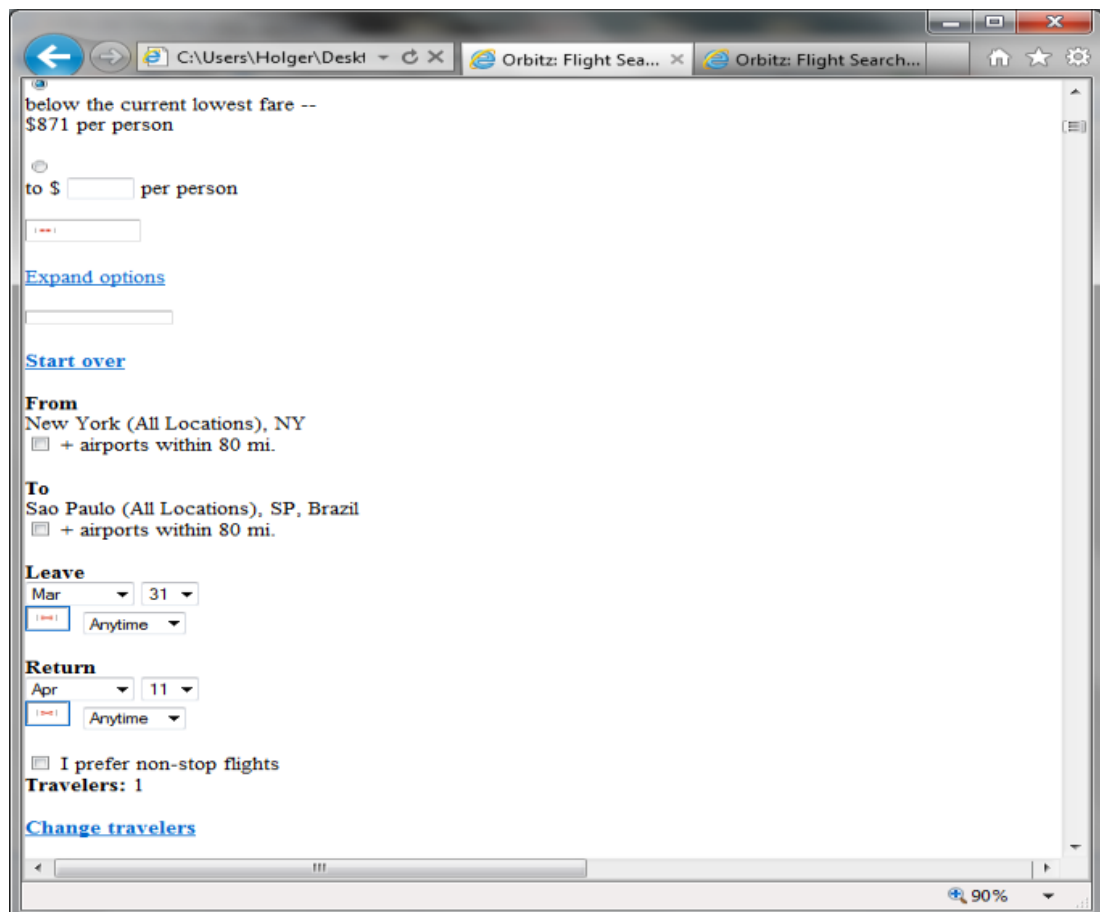 C:\Users\Holger\Deskt
Orbitz: Flight Sea...
Orbitz: Flight Search...
below the current lowest fare --
$871 per person
to $ per person
Expand options
Start over
From
New York (All Locations), NY
+ airports within 80 mi.
To
Sao Paulo (All Locations), SP, Brazil
+ airports within 80 mi.
Leave
Mar 31
Anytime
Return
Apr 11
Anytime
I prefer non-stop flights
Travelers: 1
Change travelers
90%